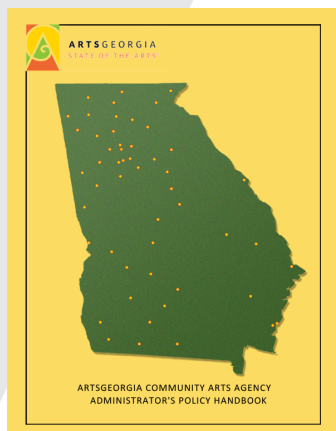 ARTSGEORGIA
STATE OF THE ARTS
ARTSGEORGIA COMMUNITY ARTS AGENCY
ADMINISTRATOR'S POLICY HANDBOOK